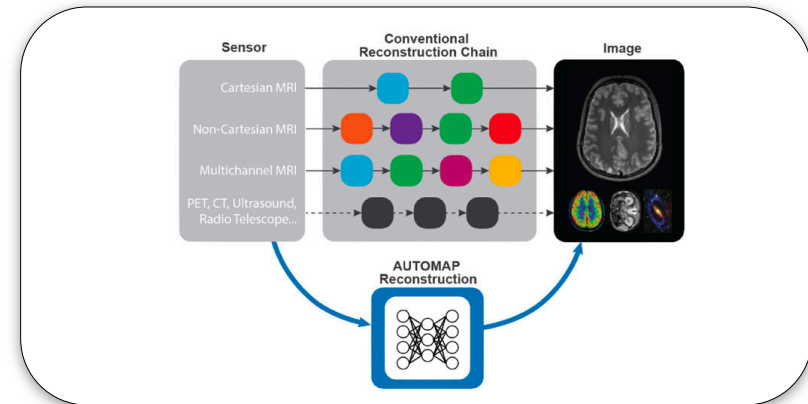 Sensor
Conventional
Reconstruction Chain
Image
Cartesian MRI
Non-Cartesian MRI
Multichannel MRI
PET, CT, Ultrasound,
Radio Telescope...
AUTOMAP
Reconstruction